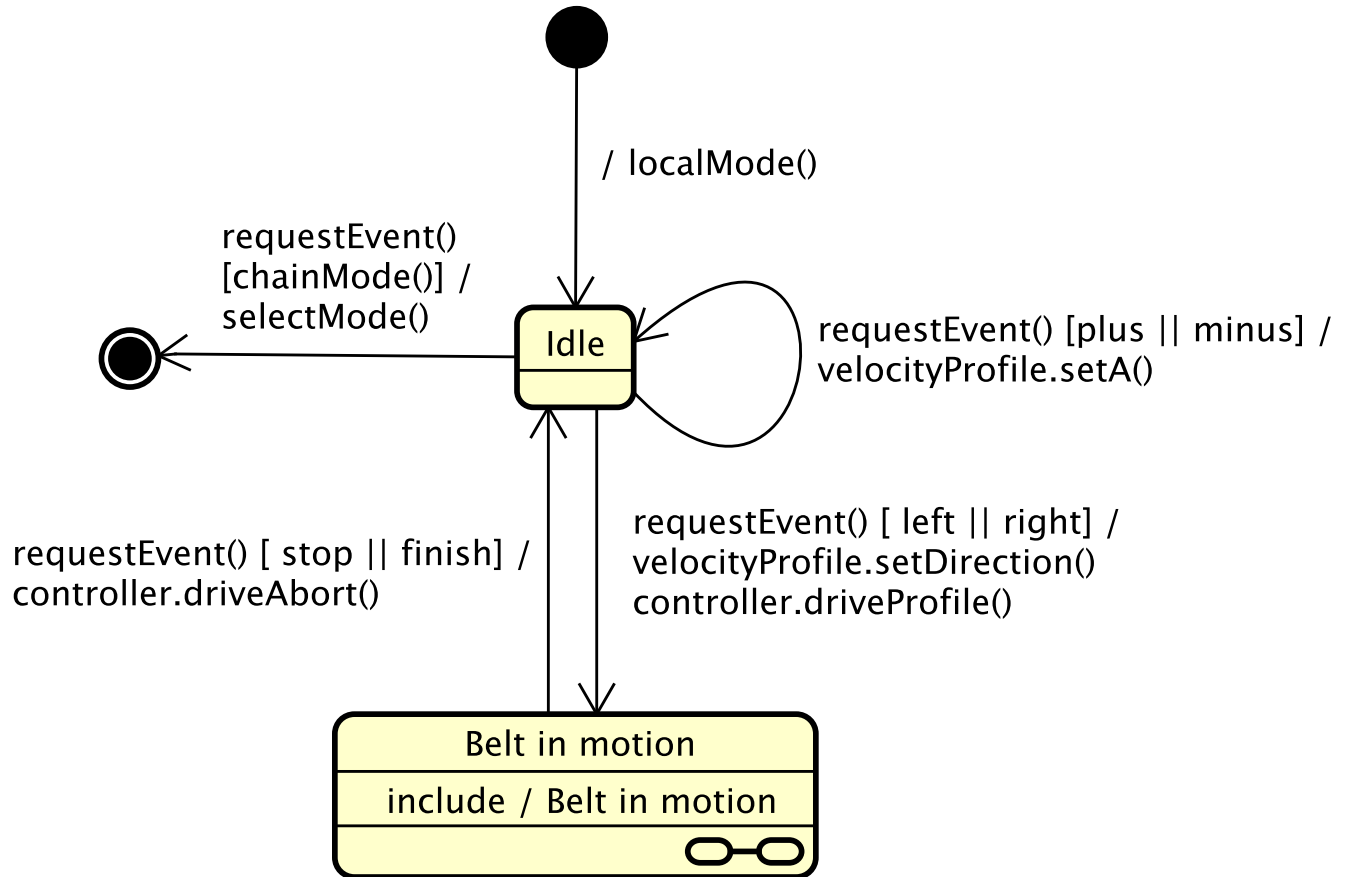 / localMode()
requestEvent()
[chainMode()] /
selectMode()
Idle
requestEvent() [plus || minus] /
velocityProfile.setA()
requestEvent() [ stop || finish] /
controller.driveAbort()
requestEvent() [ left || right] /
velocityProfile.setDirection()
controller.driveProfile()
Belt in motion
include / Belt in motion